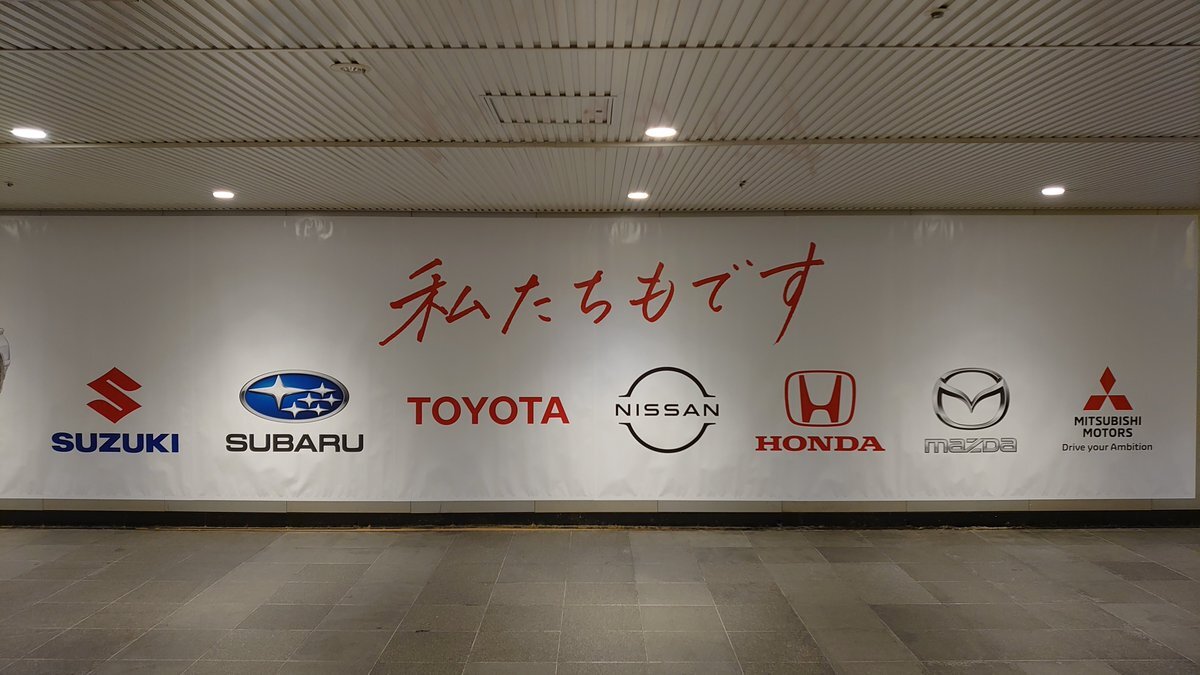 私たちもです
SUZUKI
SUBARU
TOYOTA
NISSAN
HONDA
mazda
MITSUBISHI
MOTORS
Drive your Ambition